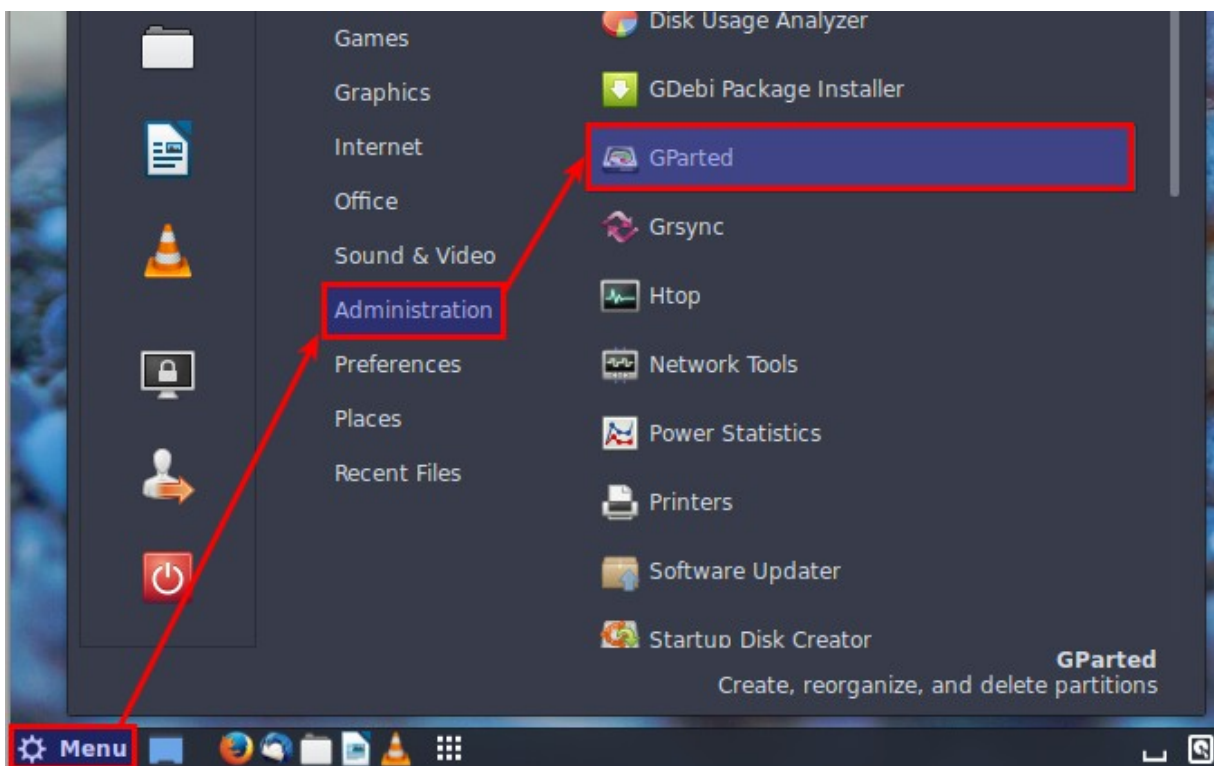 Games
Graphics
Internet
Office
Sound & Video
Administration
Preferences
Places
Recent Files
Disk Usage Analyzer
GDebi Package Installer
GParted
Grsync
Htop
Network Tools
Power Statistics
Printers
Software Updater
Startup Disk Creator
GParted
Create, reorganize, and delete partitions
Menu